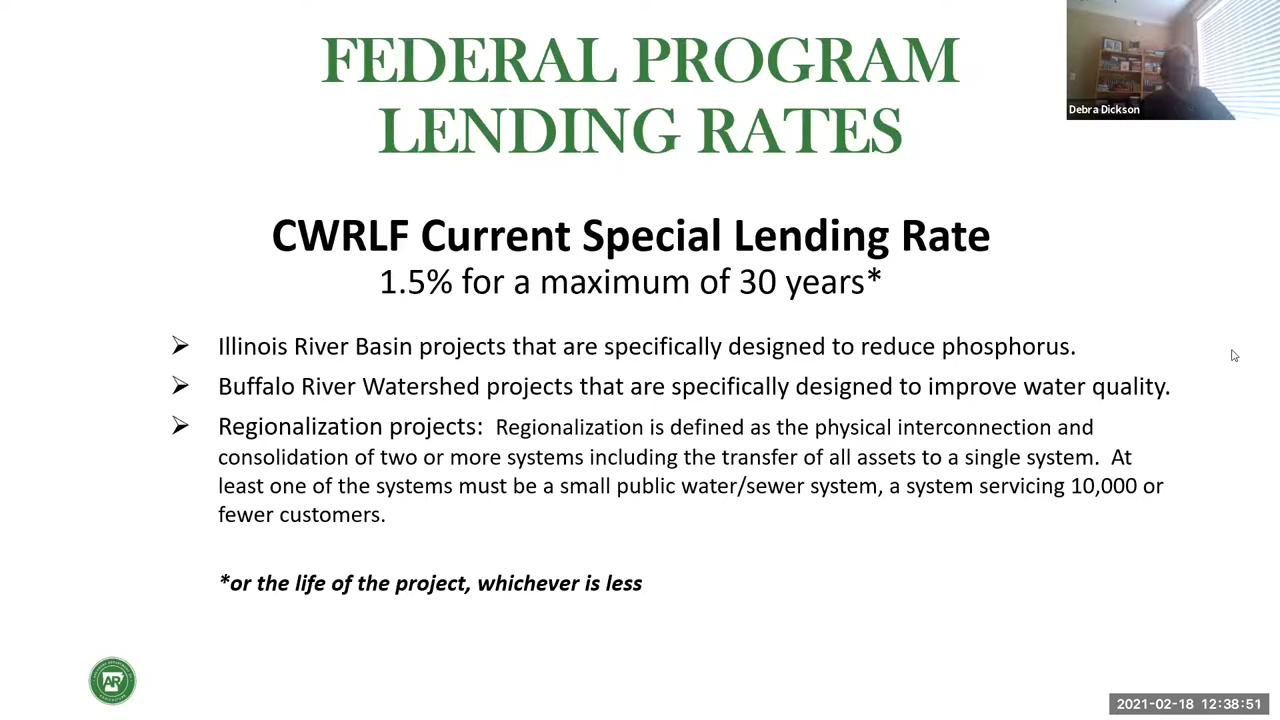 FEDERAL PROGRAM
LENDING RATES
Debra Dickson
CWRLF Current Special Lending Rate
1.5% for a maximum of 30 years*
➢ Illinois River Basin projects that are specifically designed to reduce phosphorus.
➢ Buffalo River Watershed projects that are specifically designed to improve water quality.
➢ Regionalization projects: Regionalization is defined as the physical interconnection and
consolidation of two or more systems including the transfer of all assets to a single system. At
least one of the systems must be a small public water/sewer system, a system servicing 10,000 or
fewer customers.
*or the life of the project, whichever is less
AR
2021-02-18 12:38:51